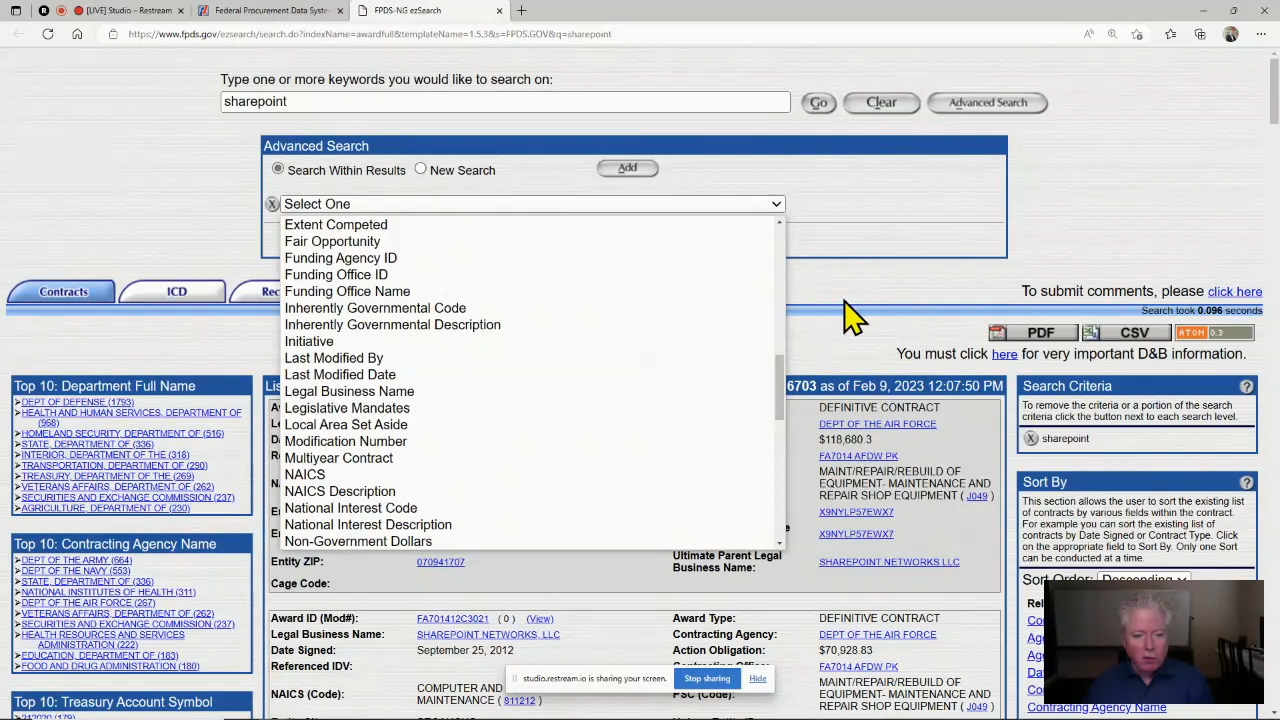 [LIVE] Studio – Restream
Federal Procurement Data Syste
FPDS-NG ezSearch
https://www.fpds.gov/ezsearch/search.do?indexName=awardfull&templateName=1.5.3&s=FPDS.GOV&q=sharepoint
Type one or more keywords you would like to search on:
sharepoint
Go
Clear
Advanced Search
Advanced Search
Search Within Results
New Search
Add
X
Select One
Extent Competed
Fair Opportunity
Funding Agency ID
Funding Office ID
Funding Office Name
Inherently Governmental Code
Inherently Governmental Description
Initiative
Last Modified By
Last Modified Date
Legal Business Name
Legislative Mandates
Local Area Set Aside
Modification Number
Multiyear Contract
NAICS
NAICS Description
National Interest Code
National Interest Description
Non-Government Dollars
Contracts
ICD
Rec
To submit comments, please click here
Search took 0.096 seconds
PDF
CSV
ATOM 0.3
You must click here for very important D&B information.
Top 10: Department Full Name
DEPT OF DEFENSE (1793)
HEALTH AND HUMAN SERVICES, DEPARTMENT OF
(968)
HOMELAND SECURITY, DEPARTMENT OF (516)
STATE, DEPARTMENT OF (336)
INTERIOR, DEPARTMENT OF THE (318)
TRANSPORTATION, DEPARTMENT OF (290)
TREASURY, DEPARTMENT OF THE (269)
VETERANS AFFAIRS, DEPARTMENT OF (262)
SECURITIES AND EXCHANGE COMMISSION (237)
AGRICULTURE, DEPARTMENT OF (230)
Top 10: Contracting Agency Name
DEPT OF THE ARMY (664)
DEPT OF THE NAVY (553)
STATE, DEPARTMENT OF (336)
NATIONAL INSTITUTES OF HEALTH (311)
DEPT OF THE AIR FORCE (267)
VETERANS AFFAIRS, DEPARTMENT OF (262)
SECURITIES AND EXCHANGE COMMISSION (237)
HEALTH RESOURCES AND SERVICES
ADMINISTRATION (222)
EDUCATION, DEPARTMENT OF (183)
FOOD AND DRUG ADMINISTRATION (180)
Top 10: Treasury Account Symbol
6703 as of Feb 9, 2023 12:07:50 PM
DEFINITIVE CONTRACT
DEPT OF THE AIR FORCE
$118,680.3
FA7014 AFDW PK
MAINT/REPAIR/REBUILD OF
EQUIPMENT- MAINTENANCE AND
REPAIR SHOP EQUIPMENT ( J049 )
X9NYLP57EWX7
X9NYLP57EWX7
Entity ZIP:
070941707
Ultimate Parent Legal
Business Name:
SHAREPOINT NETWORKS LLC
Cage Code:
Award ID (Mod#):
FA701412C3021 ( 0 ) (View)
Award Type:
DEFINITIVE CONTRACT
Legal Business Name:
SHAREPOINT NETWORKS, LLC
Contracting Agency:
DEPT OF THE AIR FORCE
Date Signed:
September 25, 2012
Action Obligation:
$70,928.83
Referenced IDV:
FA7014 AFDW PK
NAICS (Code):
COMPUTER AND
MAINTENANCE ( 811212 )
PSC (Code):
MAINT/REPAIR/REBUILD OF
EQUIPMENT- MAINTENANCE AND
REPAIR SHOP EQUIPMENT ( J049 )
studio.restream.io is sharing your screen.
Stop sharing
Hide
Search Criteria
?
To remove the criteria or a portion of the search
criteria click the button next to each search level.
X
sharepoint
Sort By
?
This section allows the user to sort the existing list
of contracts by various fields within the contract.
For example you can sort the existing list of
Contracts by Date Signed or Contract Type. Click
on the appropriate field to Sort By. Only one Sort
can be conducted at a time.
Sort Order:
Descending
Contracting Agency Name